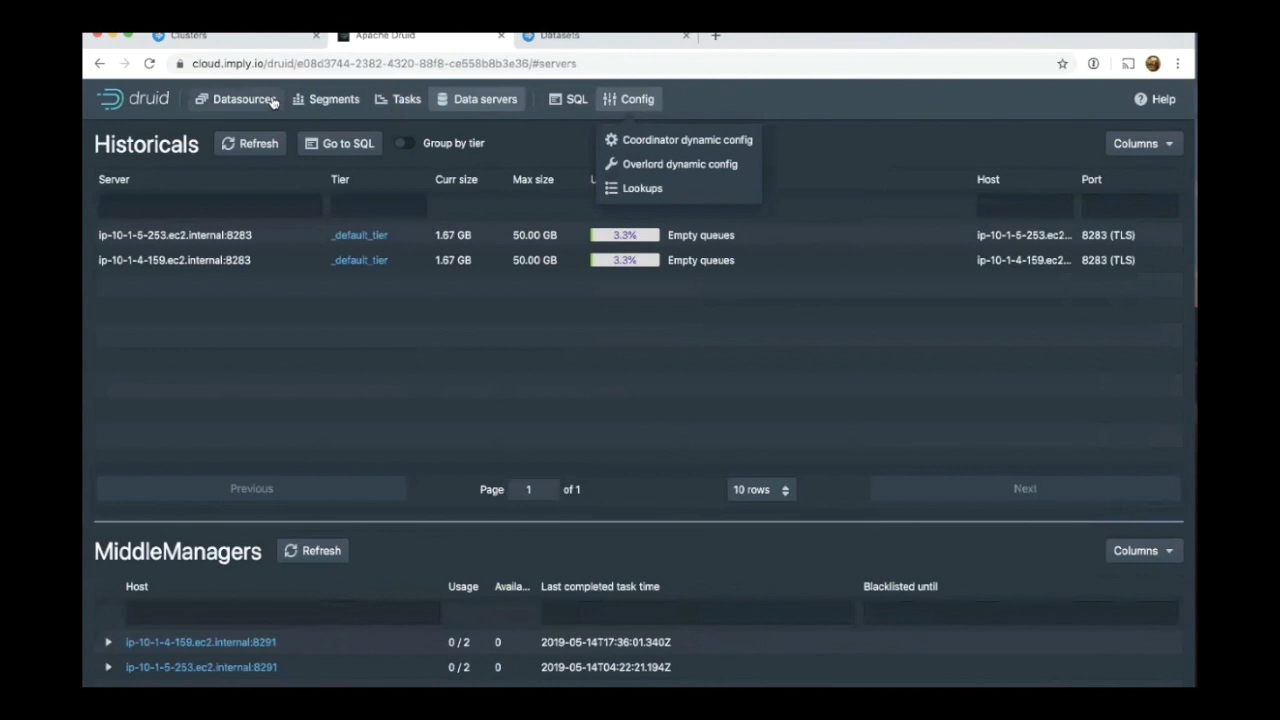 Clusters × Apache Druid × Datasets × +
cloud.imply.io/druid/e08d3744-2382-4320-88f8-ce558b8b3e36/#servers
druid Datasources Segments Tasks Data servers SQL Config Help
Historicals Refresh Go to SQL Group by tier Columns
Coordinator dynamic config
Overlord dynamic config
Lookups
Server Tier Curr size Max size Host Port
ip-10-1-5-253.ec2.internal:8283 _default_tier 1.67 GB 50.00 GB 3.3% Empty queues ip-10-1-5-253.ec2... 8283 (TLS)
ip-10-1-4-159.ec2.internal:8283 _default_tier 1.67 GB 50.00 GB 3.3% Empty queues ip-10-1-4-159.ec2... 8283 (TLS)
Previous Page 1 of 1 10 rows Next
MiddleManagers Refresh Columns
Host Usage Availa... Last completed task time Blacklisted until
ip-10-1-4-159.ec2.internal:8291 0 / 2 0 2019-05-14T17:36:01.340Z
ip-10-1-5-253.ec2.internal:8291 0 / 2 0 2019-05-14T04:22:21.194Z